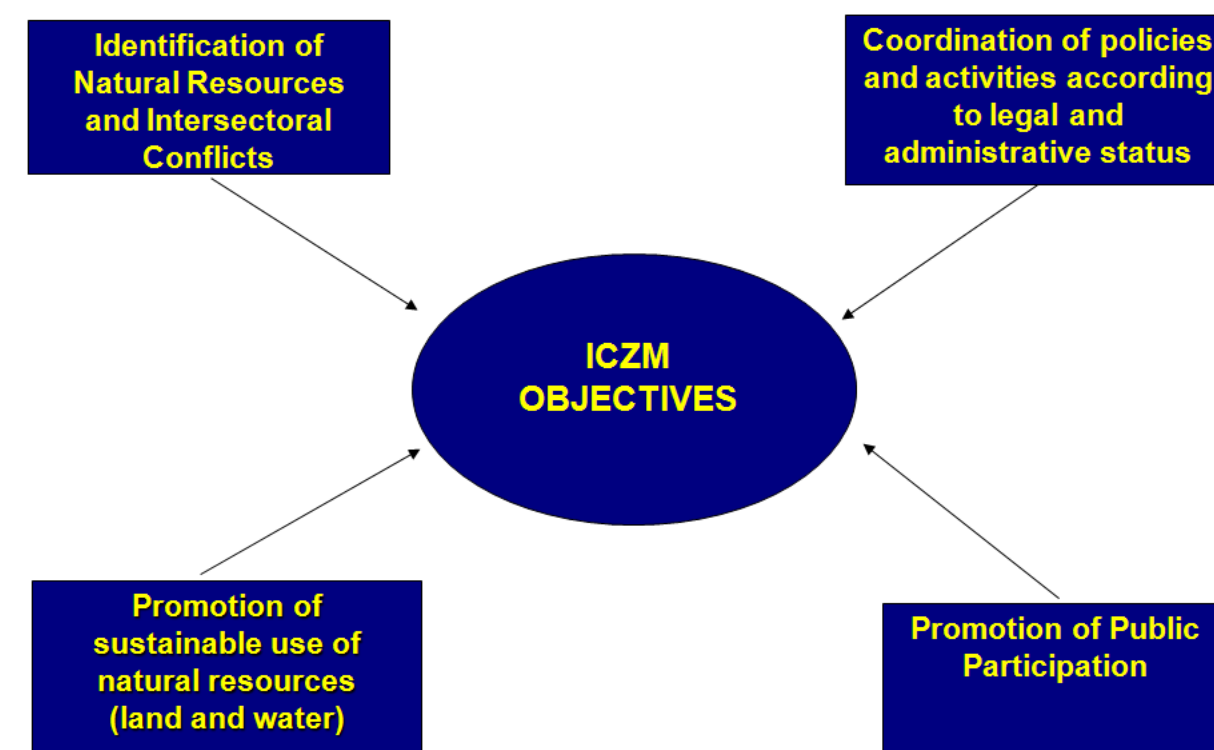 Identification of
Natural Resources
and Intersectoral
Conflicts
Coordination of policies
and activities according
to legal and
administrative status
ICZM
OBJECTIVES
Promotion of
sustainable use of
natural resources
(land and water)
Promotion of Public
Participation